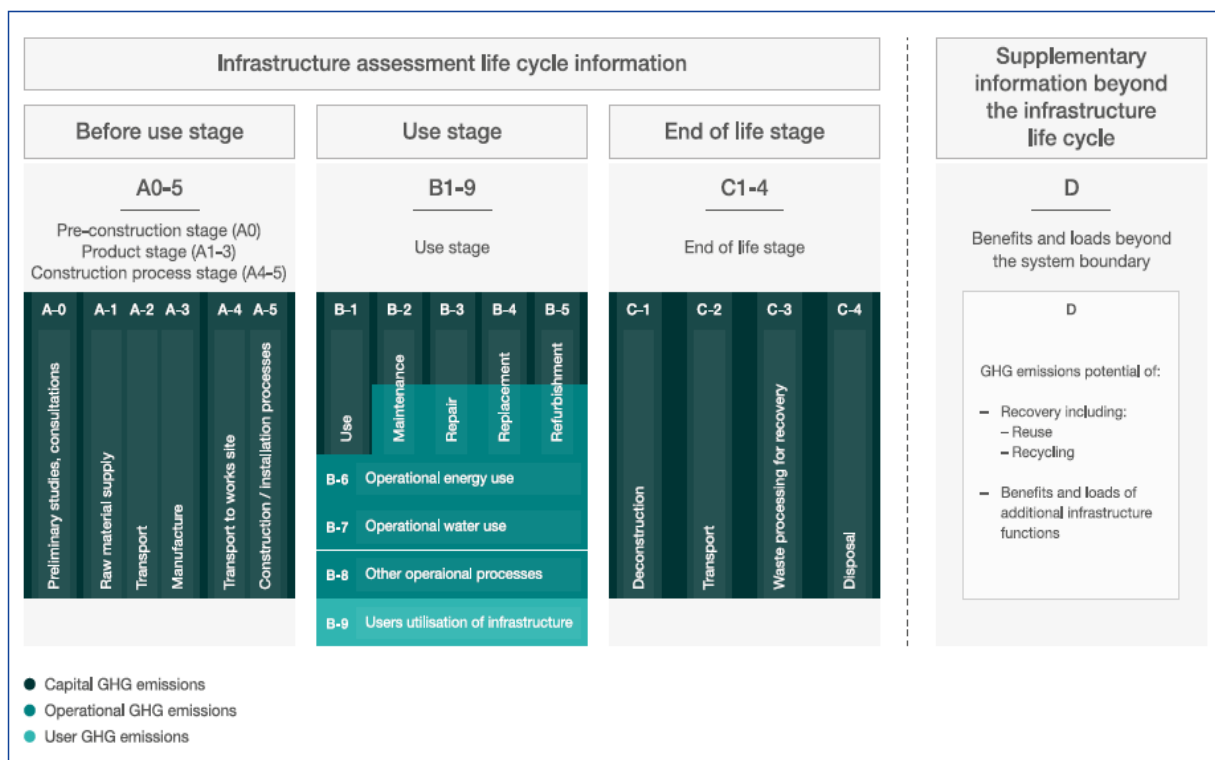 Infrastructure assessment life cycle information
Supplementary
information beyond
the infrastructure
life cycle
Before use stage
Use stage
End of life stage
A0-5
Pre-construction stage (A0)
Product stage (A1-3)
Construction process stage (A4-5)
B1-9
Use stage
C1-4
End of life stage
D
Benefits and loads beyond
the system boundary
A-0
A-1
A-2
A-3
A-4
A-5
Preliminary studies, consultations
Raw material supply
Transport
Manufacture
Transport to works site
Construction / installation processes
B-1
B-2
B-3
B-4
B-5
Use
Maintenance
Repair
Replacement
Refurbishment
B-6 Operational energy use
B-7 Operational water use
B-8 Other operaional processes
B-9 Users utilisation of infrastructure
C-1
C-2
C-3
C-4
Deconstruction
Transport
Waste processing for recovery
Disposal
D
GHG emissions potential of:
– Recovery including:
– Reuse
– Recycling
– Benefits and loads of
additional infrastructure
functions
Capital GHG emissions
Operational GHG emissions
User GHG emissions